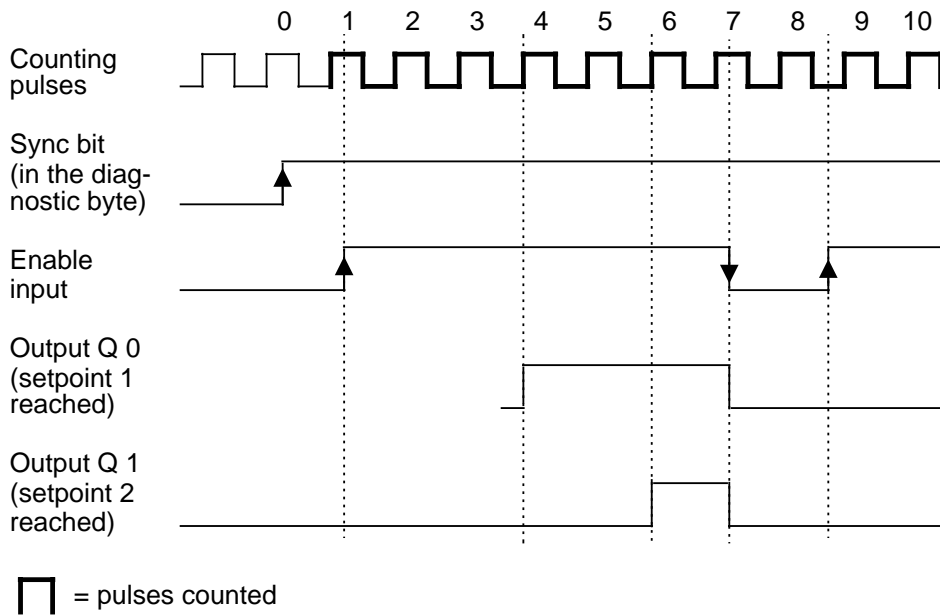 0 1 2 3 4 5 6 7 8 9 10
Counting
pulses
Sync bit
(in the diag-
nostic byte)
Enable
input
Output Q 0
(setpoint 1
reached)
Output Q 1
(setpoint 2
reached)
= pulses counted